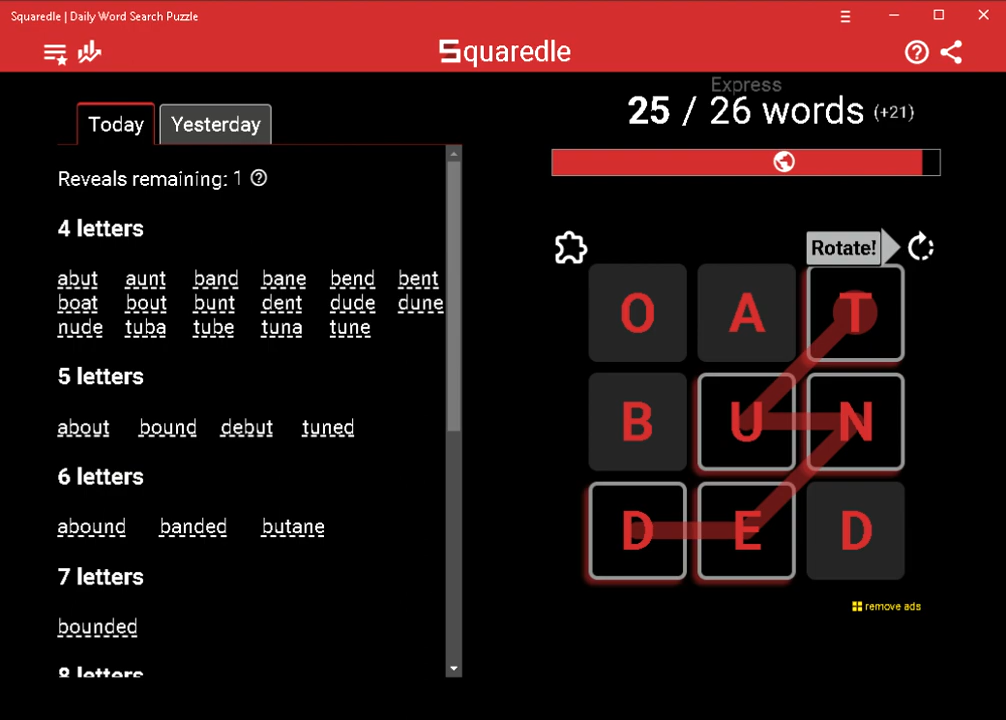 Squaredle | Daily Word Search Puzzle
Squaredle
Today Yesterday
Reveals remaining: 1
4 letters
abut aunt band bane bend bent
boat bout bunt dent dude dune
nude tuba tube tuna tune
5 letters
about bound debut tuned
6 letters
abound banded butane
7 letters
bounded
8 letters
Express
25 / 26 words (+21)
Rotate!
O A T
B U N
D E D
remove ads